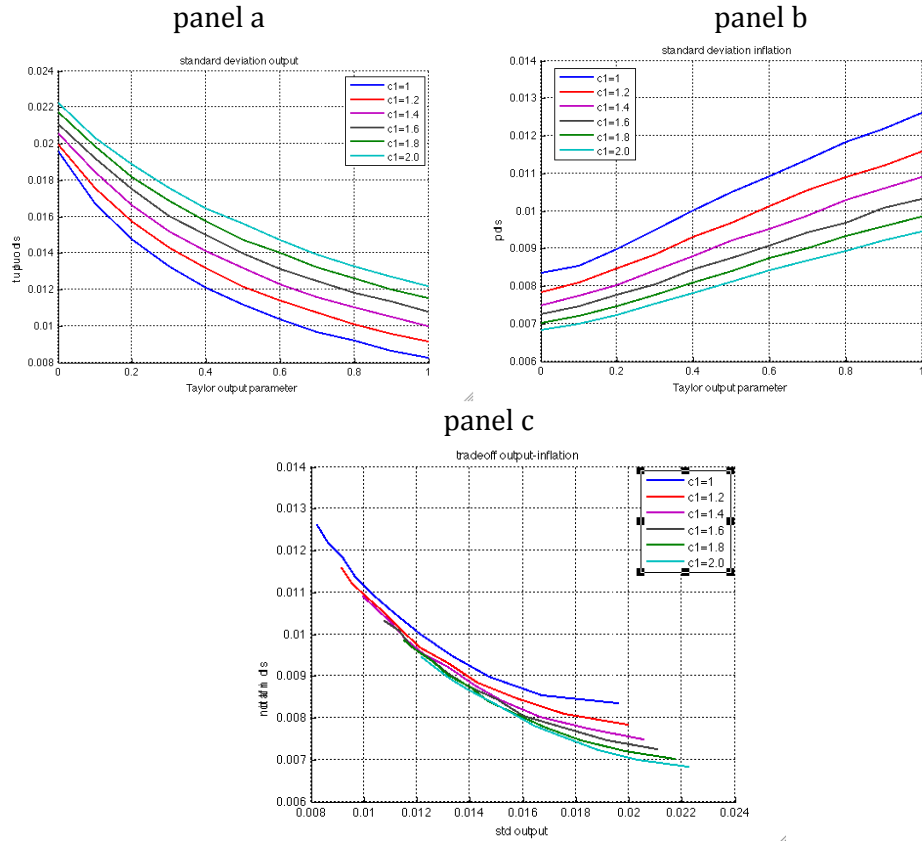 panel a
standard deviation output
0.024
0.022
0.02
0.018
0.016
0.014
0.012
0.01
0.008
c1=1
c1=1.2
c1=1.4
c1=1.6
c1=1.8
c1=2.0
0 0.2 0.4 0.6 0.8 1
Taylor output parameter
panel b
standard deviation inflation
0.014
0.013
0.012
0.011
0.01
0.009
0.008
0.007
0.006
c1=1
c1=1.2
c1=1.4
c1=1.6
c1=1.8
c1=2.0
0 0.2 0.4 0.6 0.8 1
Taylor output parameter
panel c
tradeoff output-inflation
0.014
0.013
0.012
0.011
0.01
0.009
0.008
0.007
0.006
c1=1
c1=1.2
c1=1.4
c1=1.6
c1=1.8
c1=2.0
0.008 0.01 0.012 0.014 0.016 0.018 0.02 0.022 0.024
std output